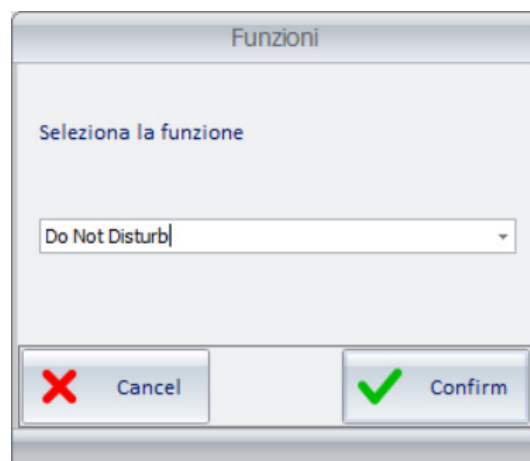 Funzioni
Seleziona la funzione
Do Not Disturb
Cancel
Confirm